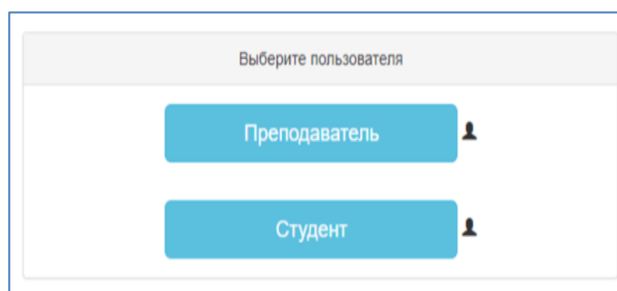 Выберите пользователя
Преподаватель
Студент